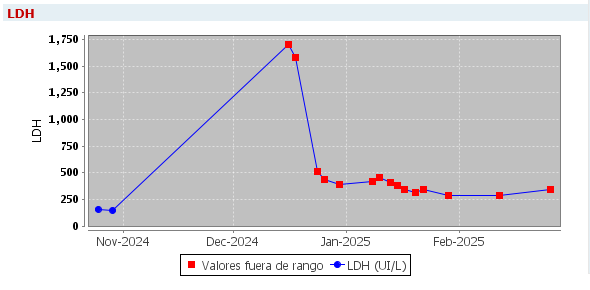 LDH
1,750
1,500
1,250
1,000
750
500
250
0
LDH
Nov-2024 Dec-2024 Jan-2025 Feb-2025
Valores fuera de rango LDH (UI/L)